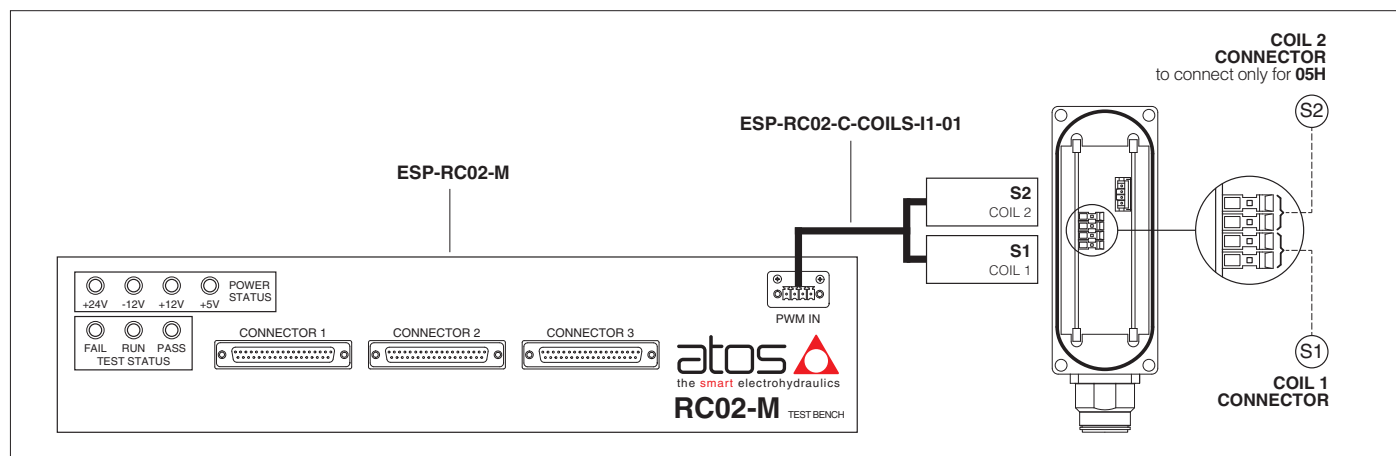 COIL 2
CONNECTOR
to connect only for 05H
S2
ESP-RC02-C-COILS-I1-01
ESP-RC02-M
S2
COIL 2
S1
COIL 1
POWER
STATUS
+24V -12V +12V +5V
FAIL RUN PASS
TEST STATUS
CONNECTOR 1
CONNECTOR 2
CONNECTOR 3
PWM IN
atos
the smart electrohydraulics
RC02-M TEST BENCH
S1
COIL 1
CONNECTOR